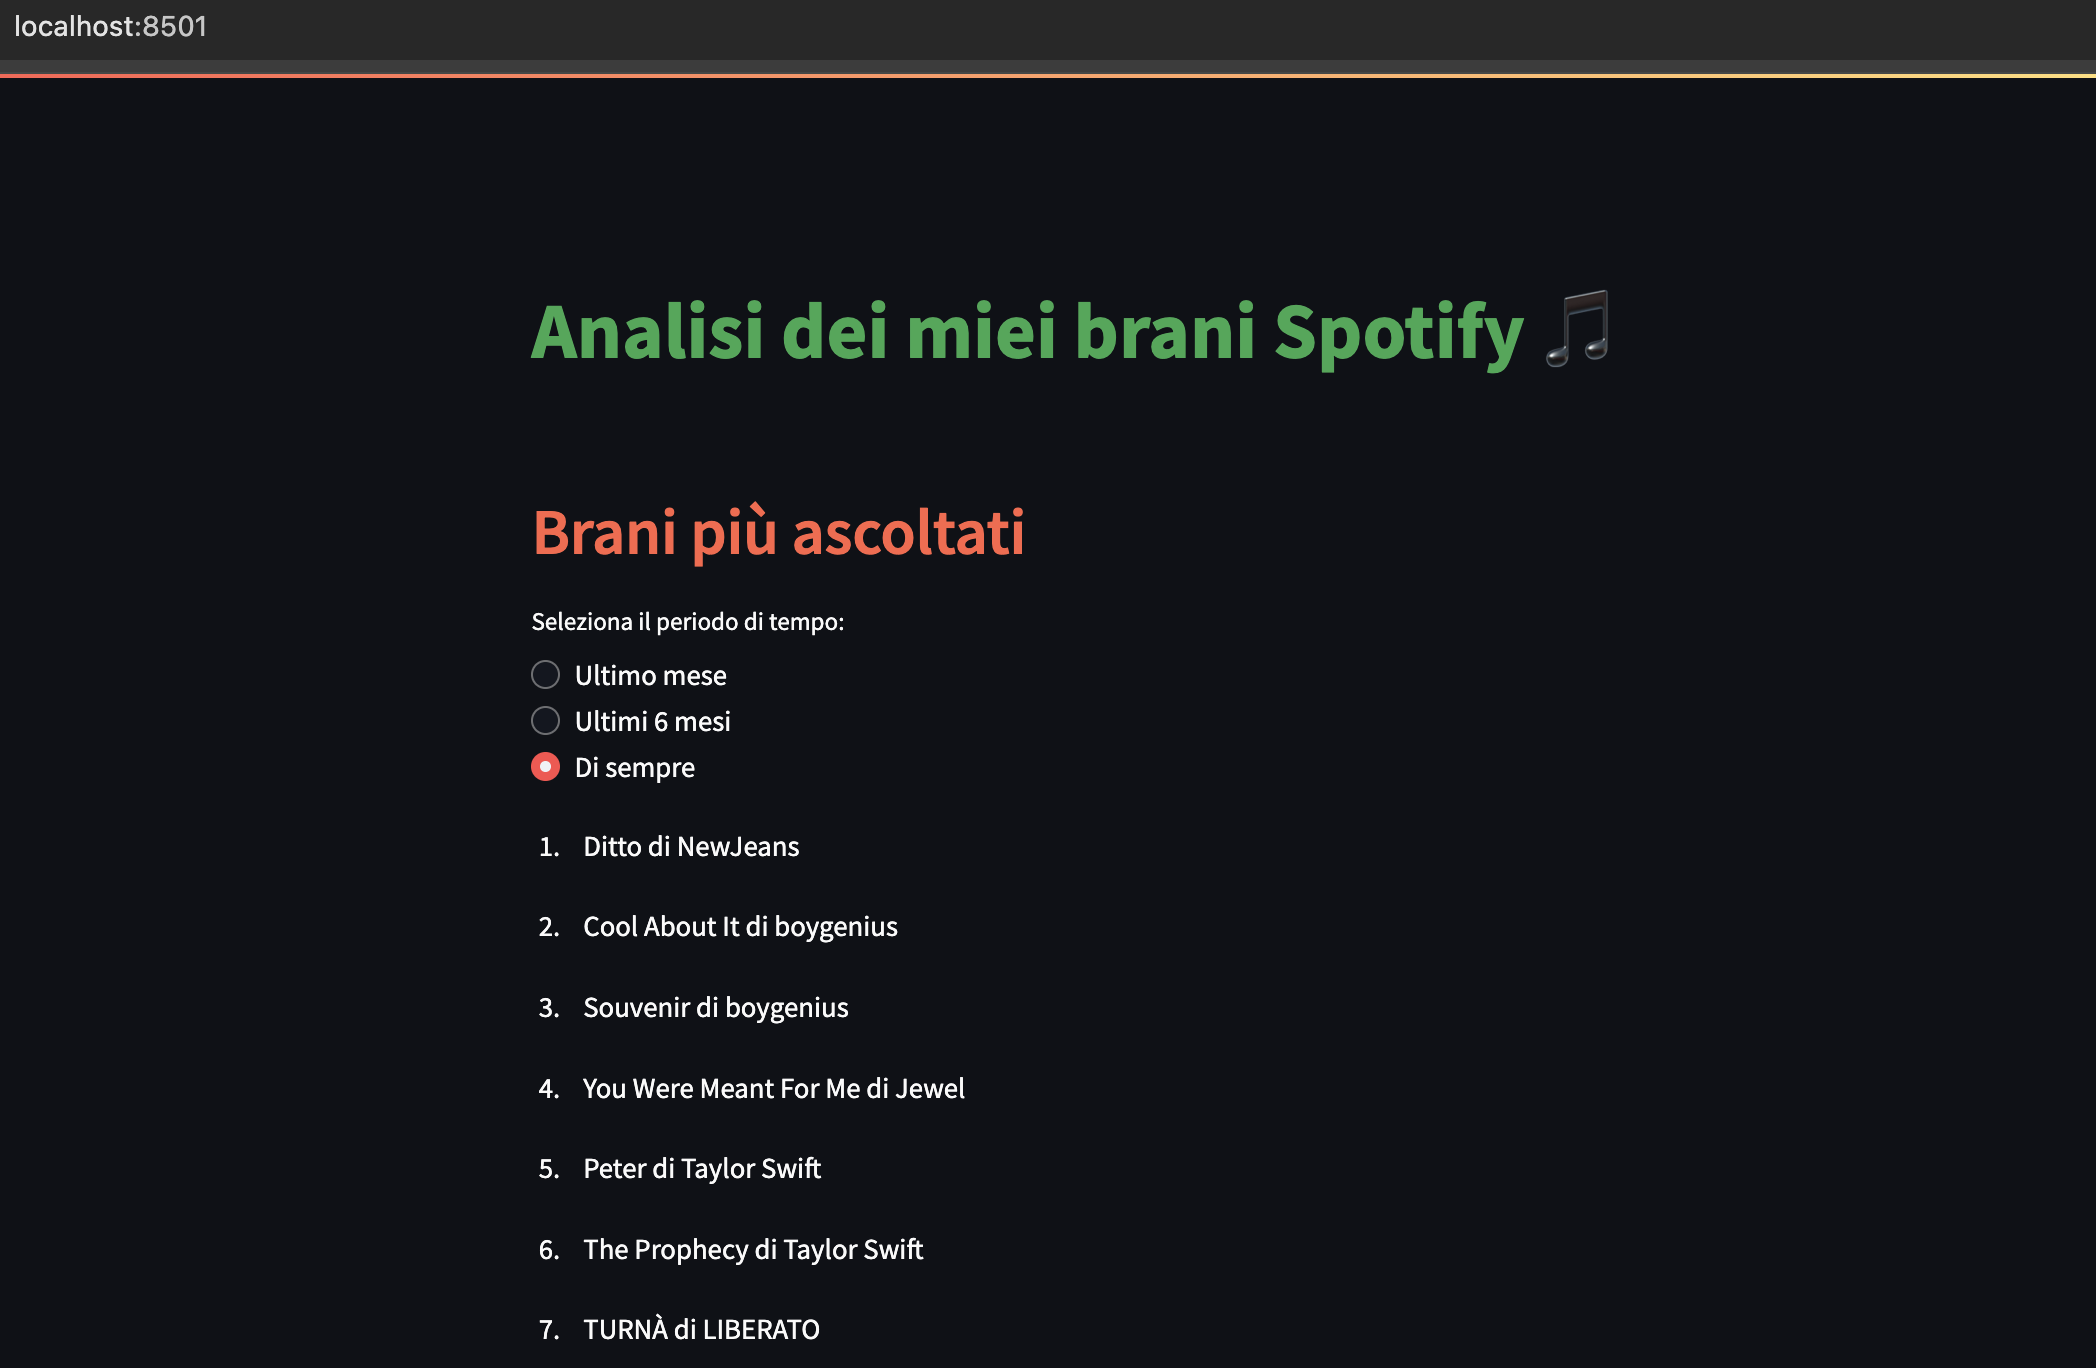 localhost:8501
Analisi dei miei brani Spotify 🎵
Brani più ascoltati
Seleziona il periodo di tempo:
Ultimo mese
Ultimi 6 mesi
Di sempre
1. Ditto di NewJeans
2. Cool About It di boygenius
3. Souvenir di boygenius
4. You Were Meant For Me di Jewel
5. Peter di Taylor Swift
6. The Prophecy di Taylor Swift
7. TURNÀ di LIBERATO